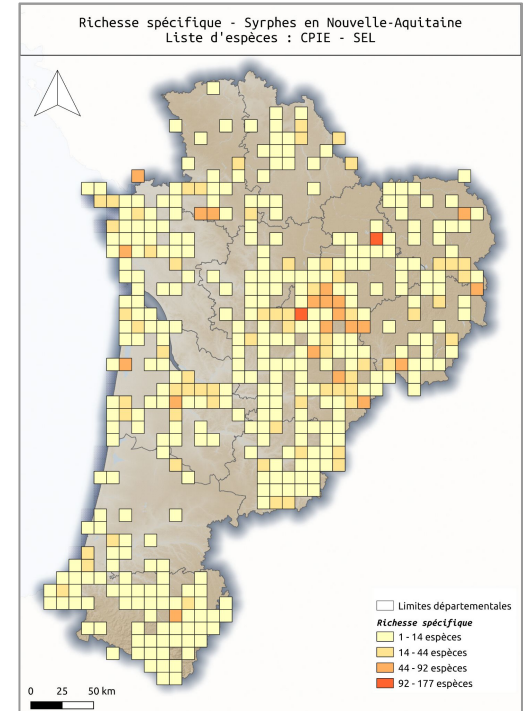 Richesse spécifique - Syrphes en Nouvelle-Aquitaine
Liste d'espèces : CPIE - SEL
Limites départementales
Richesse spécifique
1 - 14 espèces
14 - 44 espèces
44 - 92 espèces
92 - 177 espèces
0 25 50 km